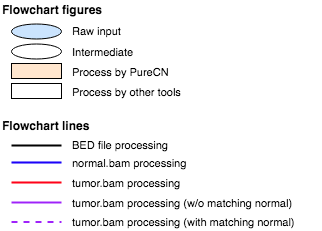 Flowchart figures
Raw input
Intermediate
Process by PureCN
Process by other tools
Flowchart lines
BED file processing
normal.bam processing
tumor.bam processing
tumor.bam processing (w/o matching normal)
tumor.bam processing (with matching normal)